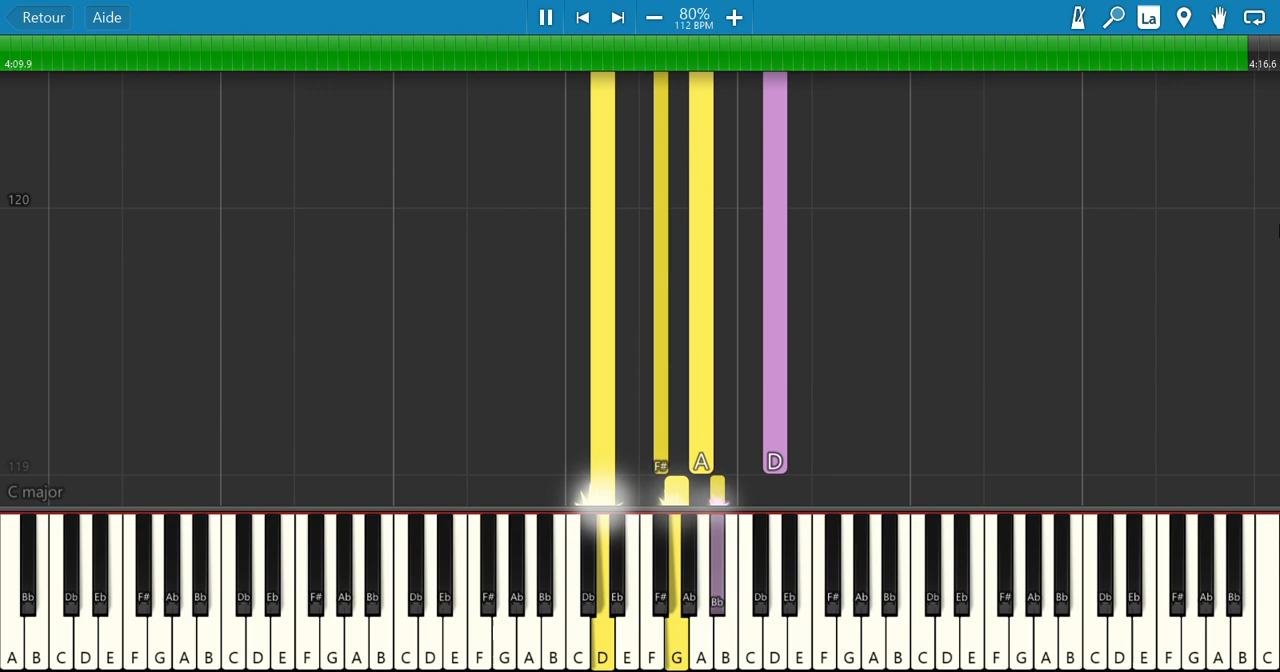 Retour Aide 80% La
112 BPM
4:09.9 4:16.6
120
F# A D
119
C major
Bb Db Eb F# Ab Bb Db Eb F# Ab Bb Db Eb F# Ab Bb Db Eb F# Ab Bb Db Eb F# Ab Bb Db Eb F# Ab Bb Db Eb F# Ab Bb
A B C D E F G A B C D E F G A B C D E F G A B C D E F G A B C D E F G A B C D E F G A B C D E F G A B C